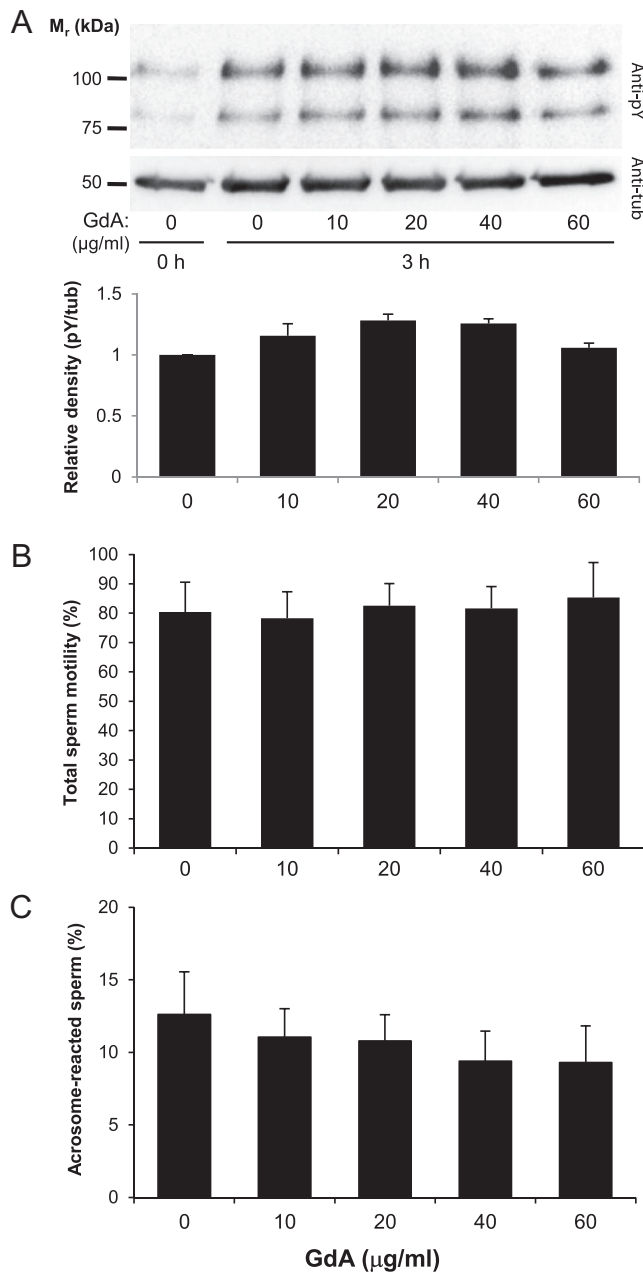 A
Mr (kDa)
100
75
50
Anti-pY
Anti-tub
GdA: 0 0 10 20 40 60
(μg/ml)
0 h 3 h
Relative density (pY/tub)
1.5
1
0.5
0
0 10 20 40 60
B
Total sperm motility (%)
100
90
80
70
60
50
40
30
20
10
0
0 10 20 40 60
C
Acrosome-reacted sperm (%)
20
15
10
5
0
0 10 20 40 60
GdA (μg/ml)